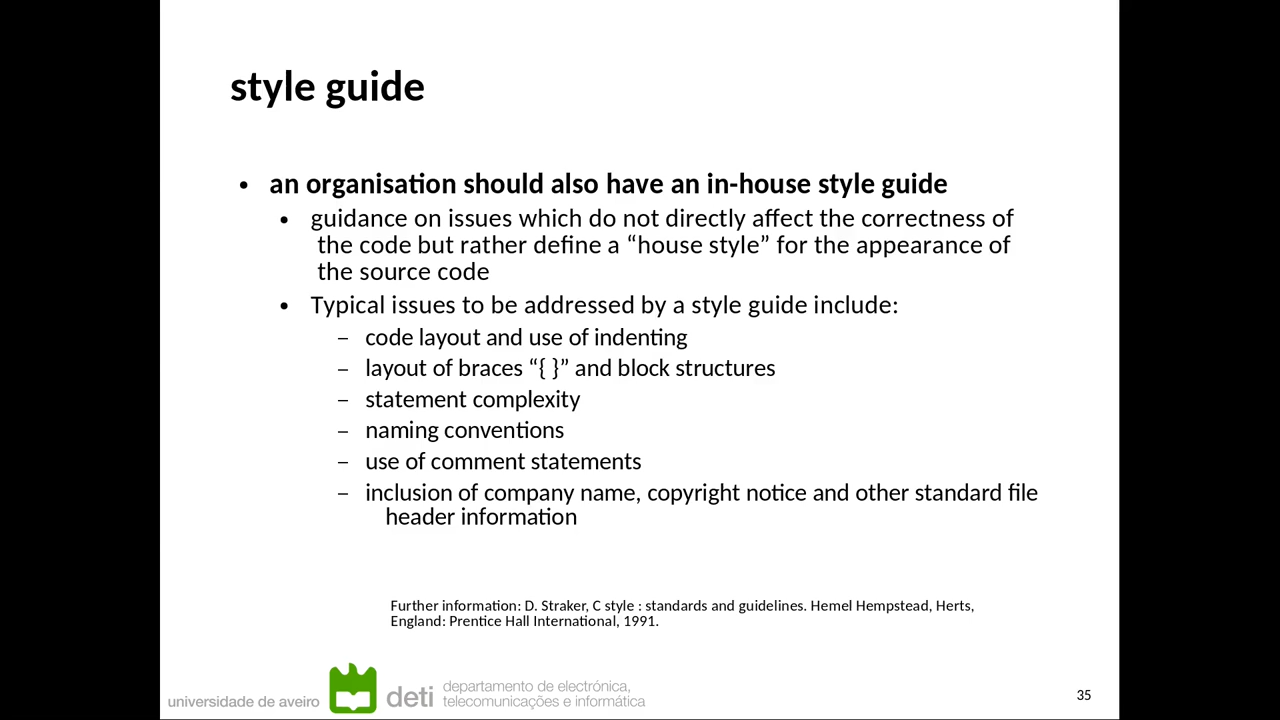 style guide
• an organisation should also have an in-house style guide
• guidance on issues which do not directly affect the correctness of
the code but rather define a “house style” for the appearance of
the source code
• Typical issues to be addressed by a style guide include:
– code layout and use of indenting
– layout of braces “{ }” and block structures
– statement complexity
– naming conventions
– use of comment statements
– inclusion of company name, copyright notice and other standard file
header information
Further information: D. Straker, C style : standards and guidelines. Hemel Hempstead, Herts,
England: Prentice Hall International, 1991.
universidade de aveiro
deti
departamento de electrónica,
telecomunicações e informática
35